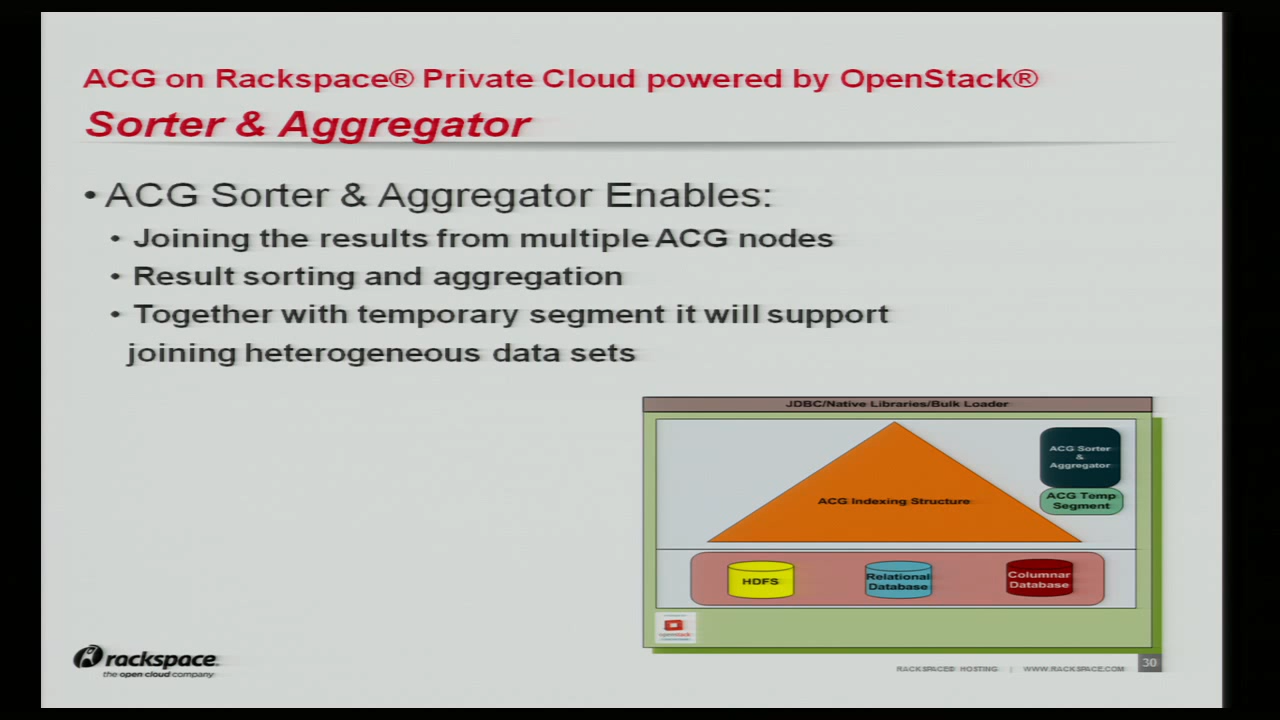 ACG on Rackspace® Private Cloud powered by OpenStack®
Sorter & Aggregator
• ACG Sorter & Aggregator Enables:
• Joining the results from multiple ACG nodes
• Result sorting and aggregation
• Together with temporary segment it will support
joining heterogeneous data sets
JDBC/Native Libraries/Bulk Loader
ACG Sorter
&
Aggregator
ACG Temp
Segment
ACG Indexing Structure
HDFS
Relational
Database
Columnar
Database
openstack
rackspace.
the open cloud company
RACKSPACE® HOSTING | WWW.RACKSPACE.COM
30